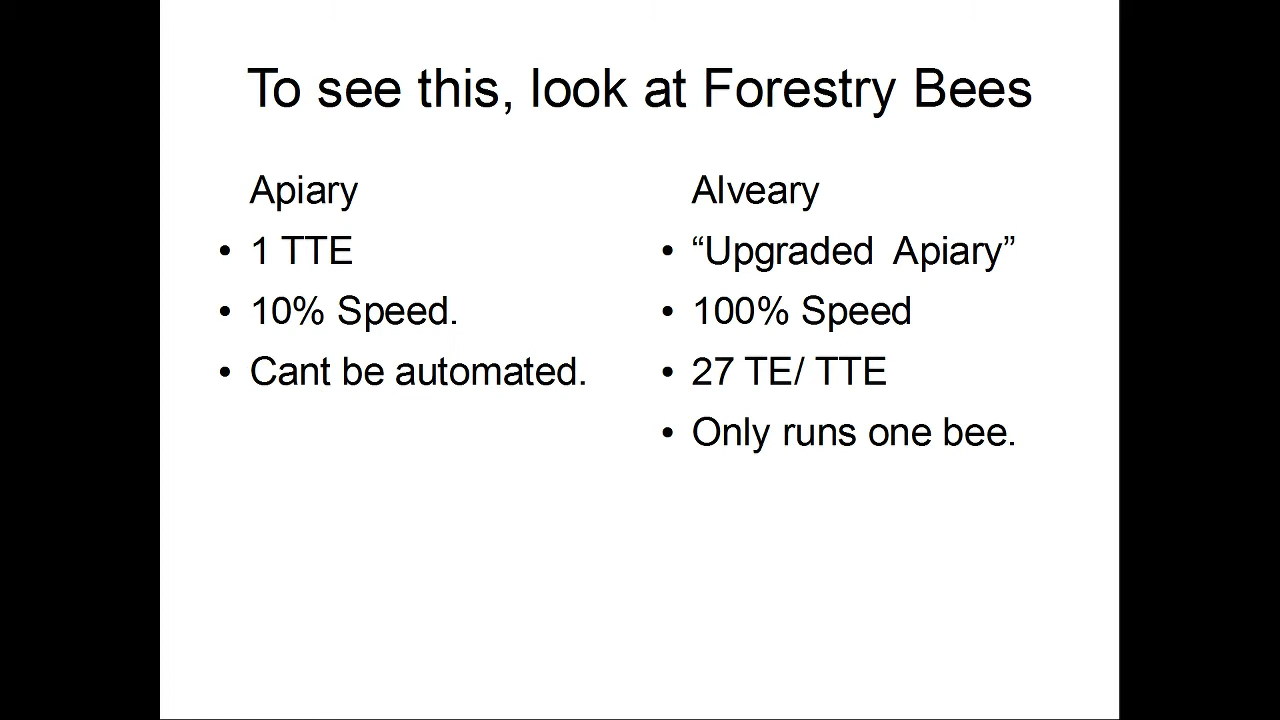 To see this, look at Forestry Bees
Apiary
• 1 TTE
• 10% Speed.
• Cant be automated.
Alveary
• “Upgraded Apiary”
• 100% Speed
• 27 TE/ TTE
• Only runs one bee.